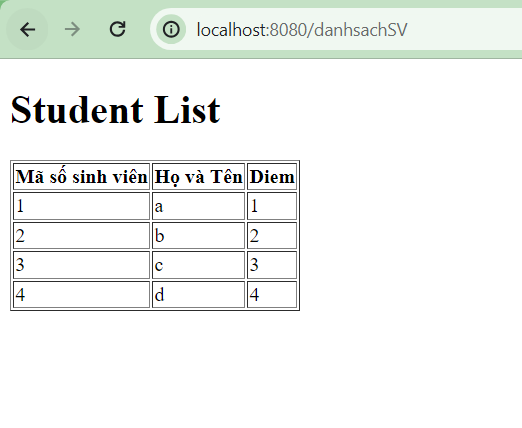 localhost:8080/danhsachSV
Student List
Mã số sinh viên Họ và Tên Diem
1 a 1
2 b 2
3 c 3
4 d 4